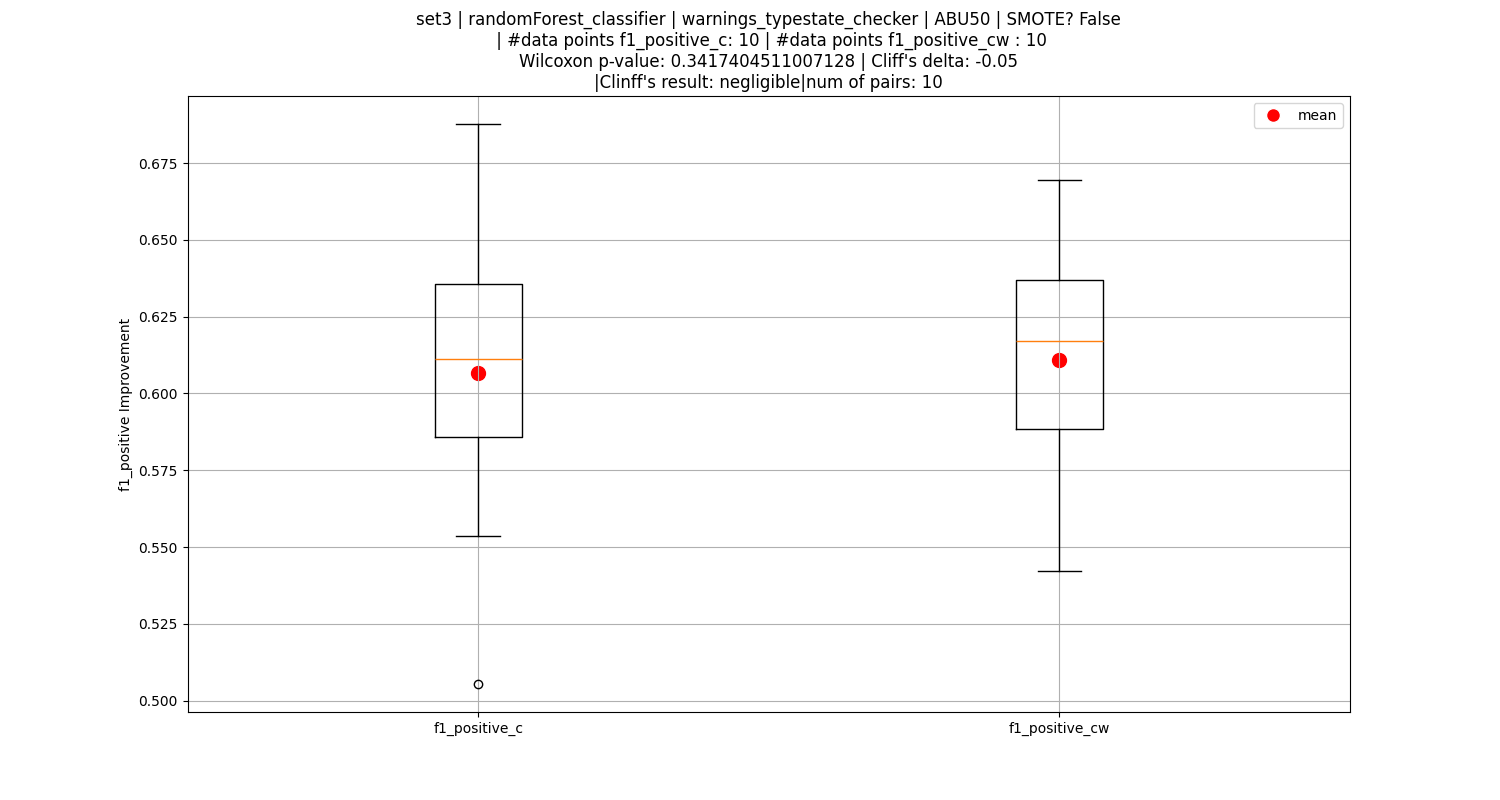 set3 | randomForest_classifier | warnings_typestate_checker | ABU50 | SMOTE? False
| #data points f1_positive_c: 10 | #data points f1_positive_cw : 10
Wilcoxon p-value: 0.3417404511007128 | Cliff's delta: -0.05
|Clinff's result: negligible|num of pairs: 10
mean
f1_positive Improvement
0.675
0.650
0.625
0.600
0.575
0.550
0.525
0.500
f1_positive_c
f1_positive_cw